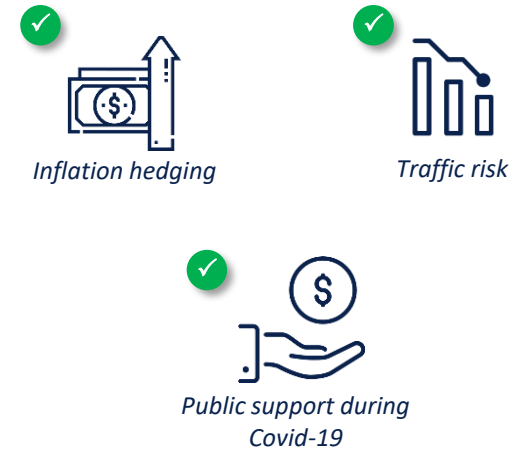 $
Inflation hedging
Traffic risk
$
Public support during
Covid-19